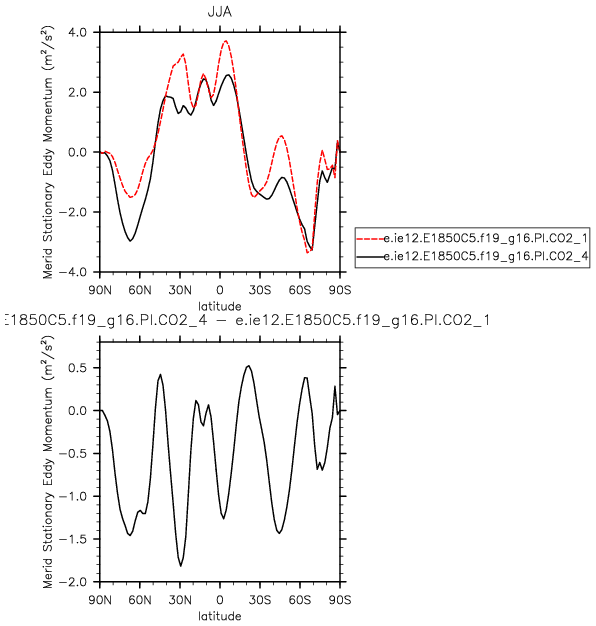 JJA
Merid Stationary Eddy Momentum (m²/s²)
4.0
2.0
0.0
−2.0
−4.0
90N 60N 30N 0 30S 60S 90S
latitude
e.ie12.E1850C5.f19_g16.PI.CO2_1
e.ie12.E1850C5.f19_g16.PI.CO2_4
E1850C5.f19_g16.PI.CO2_4 − e.ie12.E1850C5.f19_g16.PI.CO2_1
Merid Stationary Eddy Momentum (m²/s²)
0.5
0.0
−0.5
−1.0
−1.5
−2.0
90N 60N 30N 0 30S 60S 90S
latitude